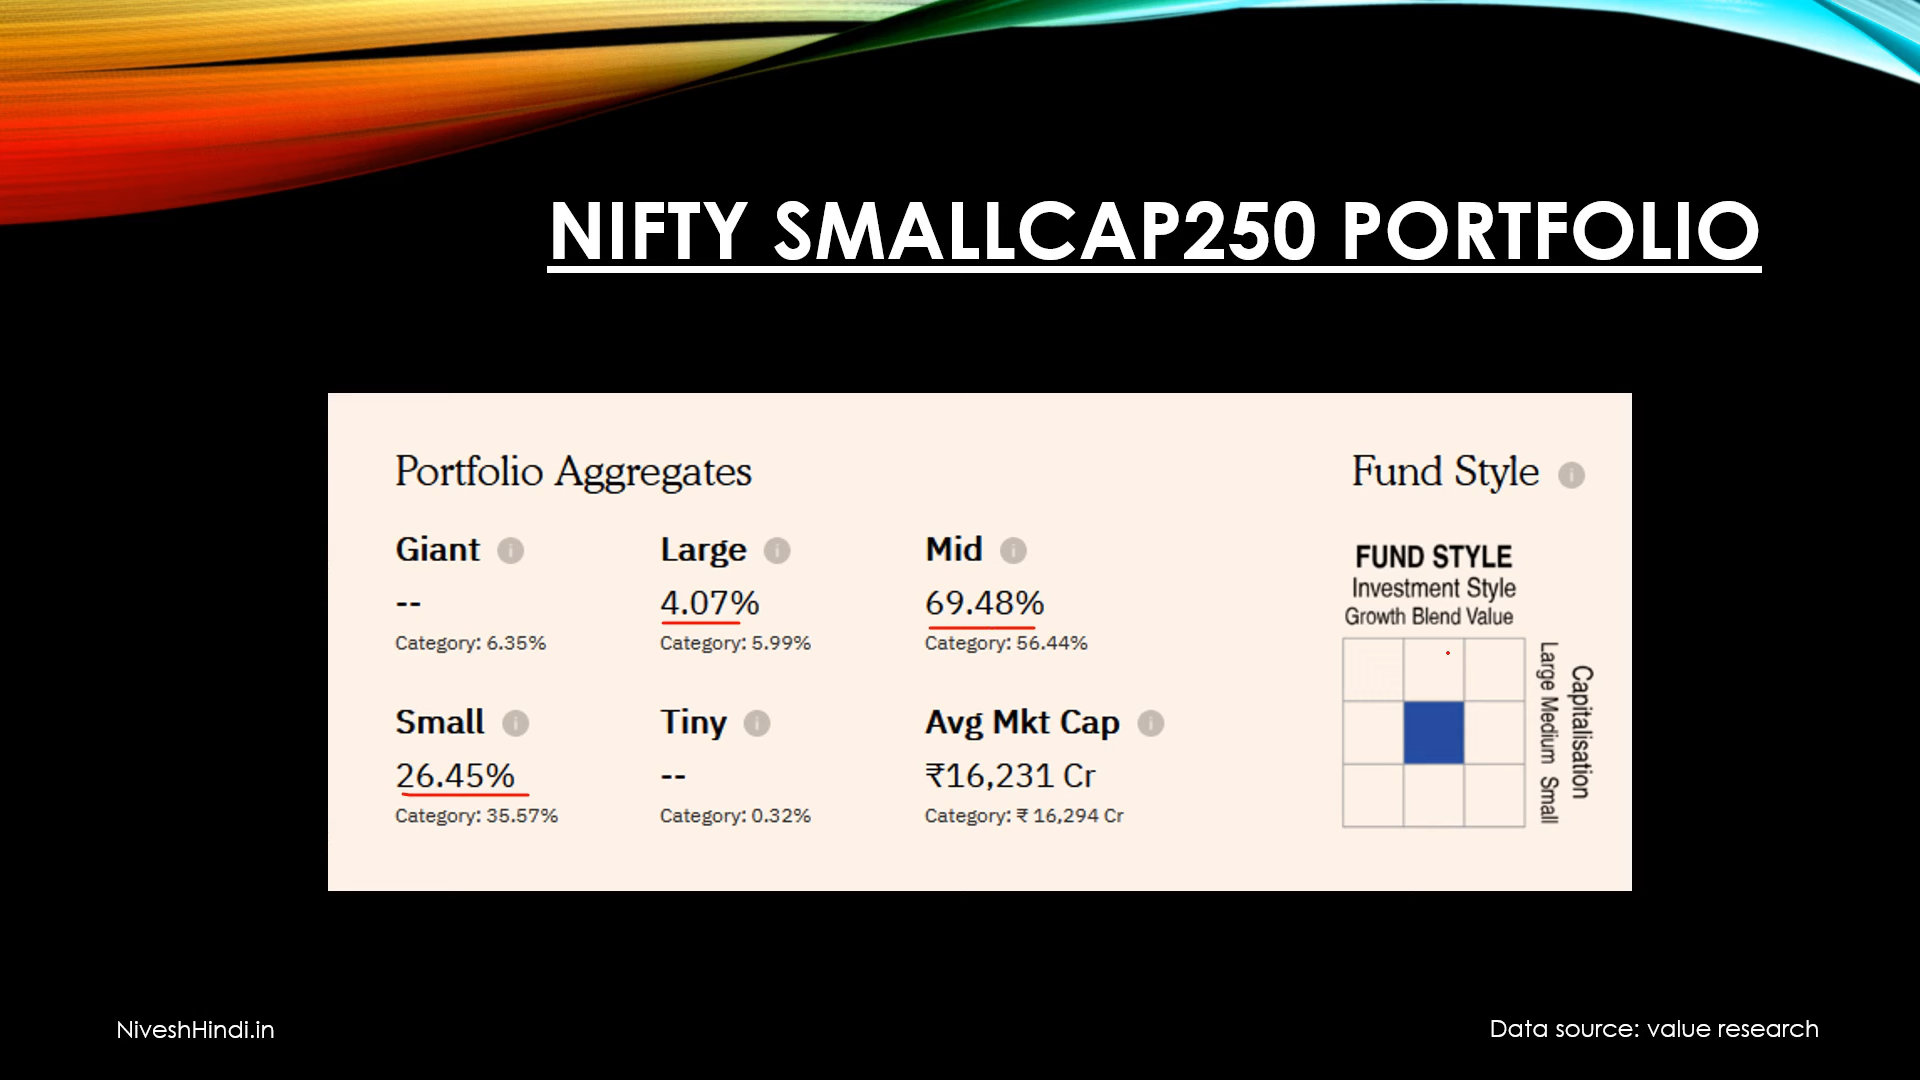 NIFTY SMALLCAP250 PORTFOLIO
Portfolio Aggregates
Giant
--
Category: 6.35%
Large
4.07%
Category: 5.99%
Mid
69.48%
Category: 56.44%
Small
26.45%
Category: 35.57%
Tiny
--
Category: 0.32%
Avg Mkt Cap
₹16,231 Cr
Category: ₹ 16,294 Cr
Fund Style
FUND STYLE
Investment Style
Growth Blend Value
Large Medium Small
Capitalisation
NiveshHindi.in
Data source: value research